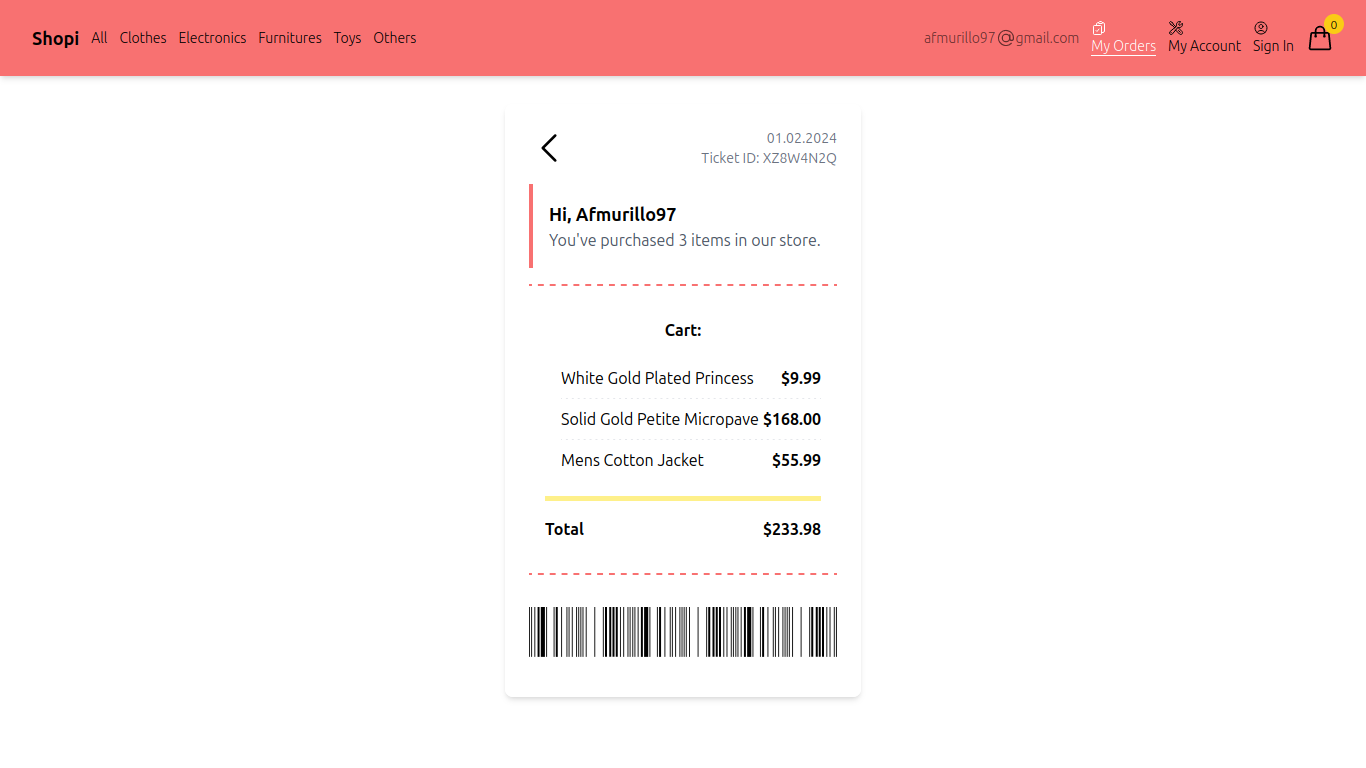 Shopi All Clothes Electronics Furnitures Toys Others afmurillo97@gmail.com My Orders My Account Sign In 0
01.02.2024
Ticket ID: XZ8W4N2Q
Hi, Afmurillo97
You've purchased 3 items in our store.
Cart:
White Gold Plated Princess $9.99
Solid Gold Petite Micropave $168.00
Mens Cotton Jacket $55.99
Total $233.98